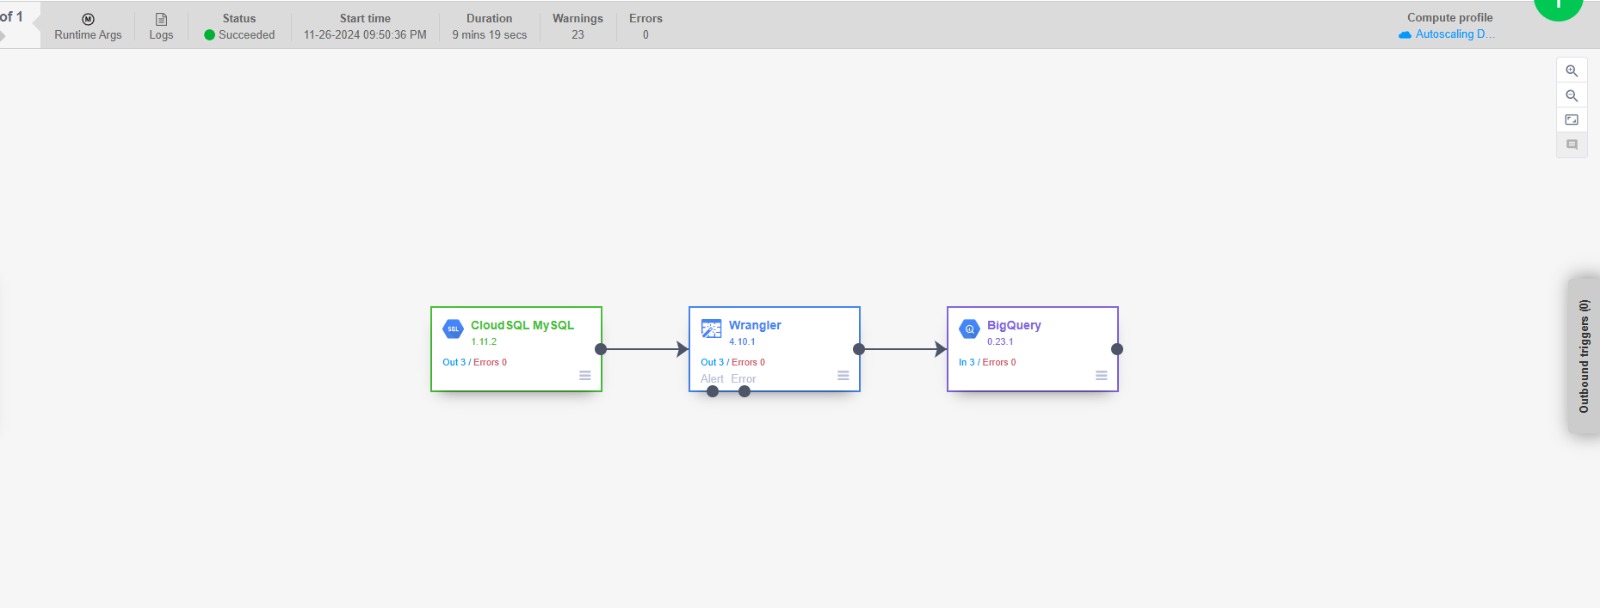 of 1
Runtime Args
Logs
Status
Succeeded
Start time
11-26-2024 09:50:36 PM
Duration
9 mins 19 secs
Warnings
23
Errors
0
Compute profile
Autoscaling D...
SQL
CloudSQL MySQL
1.11.2
Out 3 / Errors 0
Wrangler
4.10.1
Out 3 / Errors 0
Alert Error
BigQuery
0.23.1
In 3 / Errors 0
Outbound triggers (0)